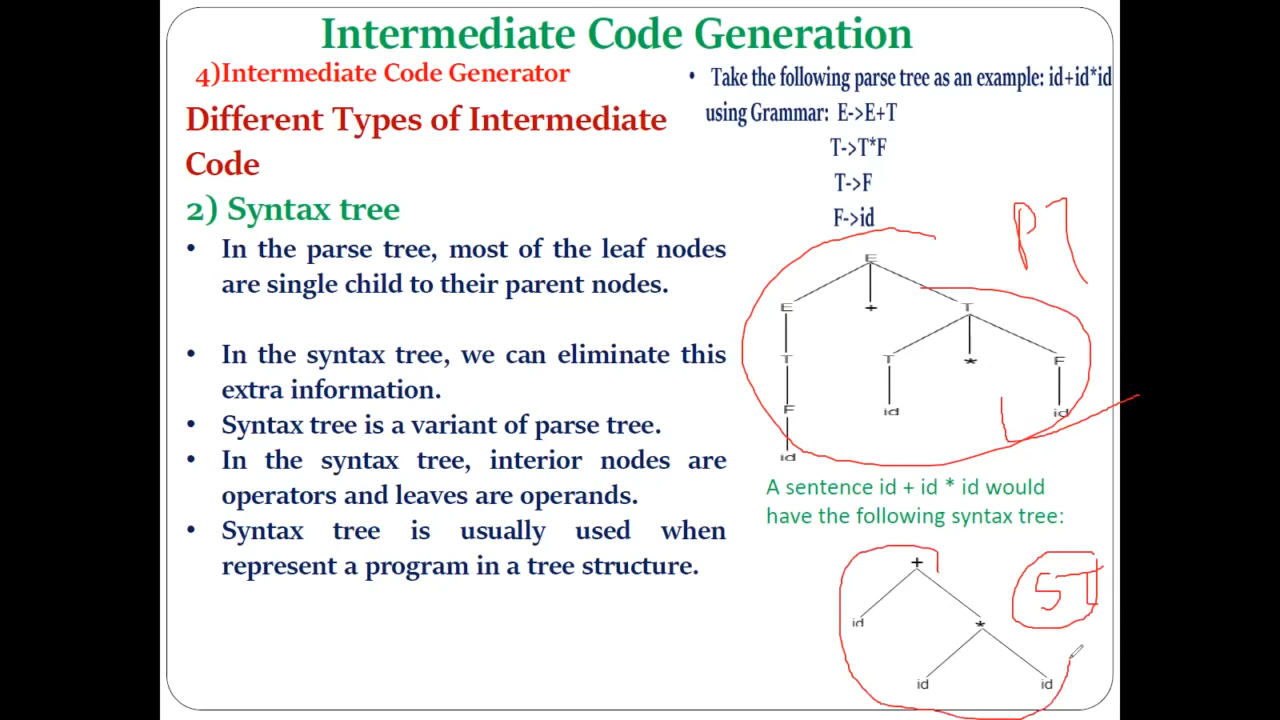 Intermediate Code Generation
4)Intermediate Code Generator
Different Types of Intermediate
Code
2) Syntax tree
• In the parse tree, most of the leaf nodes
are single child to their parent nodes.
• In the syntax tree, we can eliminate this
extra information.
• Syntax tree is a variant of parse tree.
• In the syntax tree, interior nodes are
operators and leaves are operands.
• Syntax tree is usually used when
represent a program in a tree structure.
• Take the following parse tree as an example: id+id*id
using Grammar: E->E+T
T->T*F
T->F
F->id
PT
E
E + T
T T * F
F id id
id
A sentence id + id * id would
have the following syntax tree:
+
ST
id *
id id